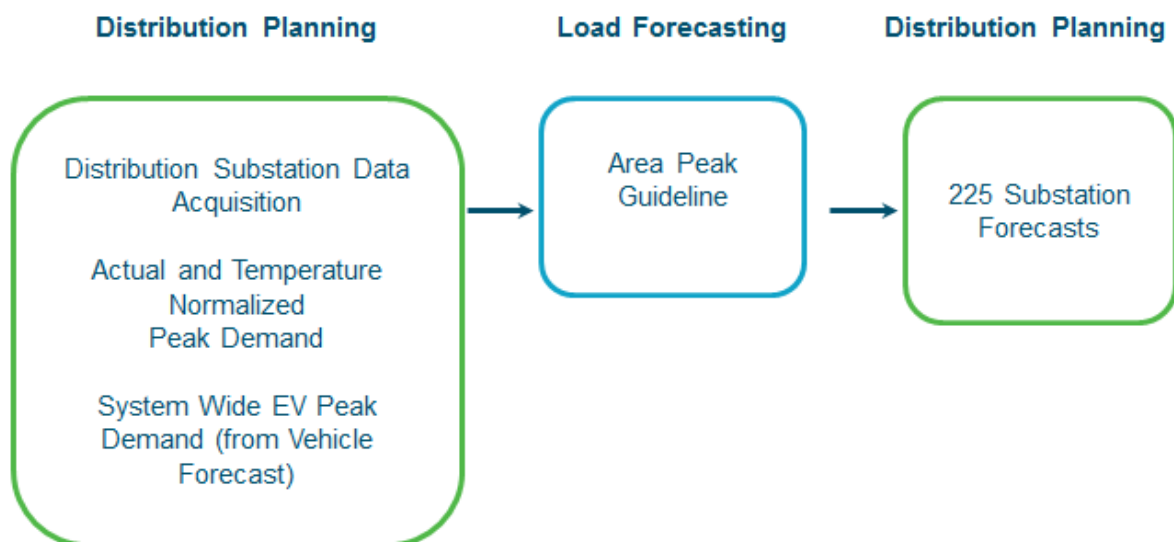 Distribution Planning
Load Forecasting
Distribution Planning
Distribution Substation Data
Acquisition
Actual and Temperature
Normalized
Peak Demand
System Wide EV Peak
Demand (from Vehicle
Forecast)
Area Peak
Guideline
225 Substation
Forecasts